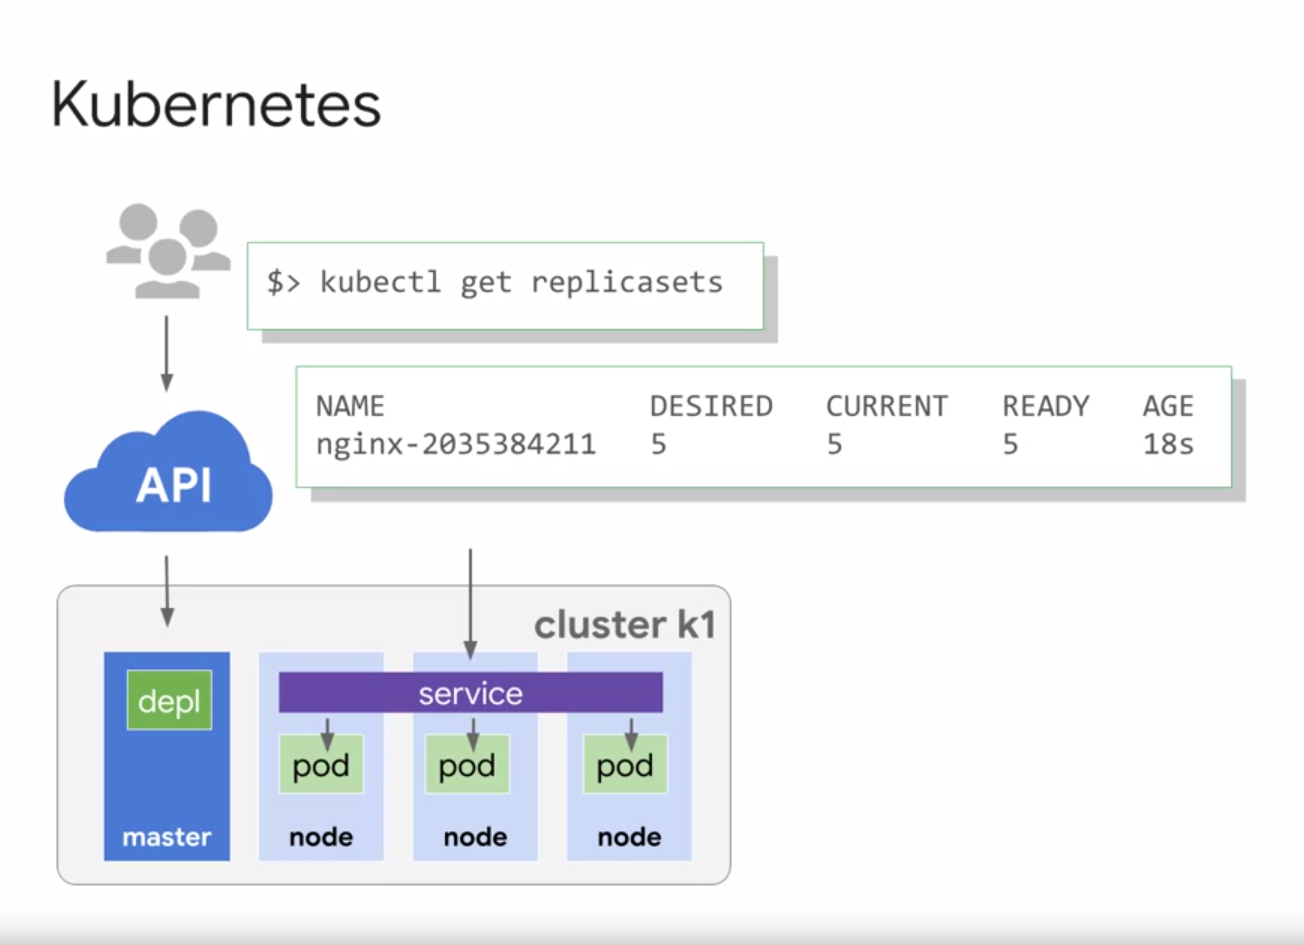 Kubernetes
$> kubectl get replicasets
NAME DESIRED CURRENT READY AGE
nginx-2035384211 5 5 5 18s
API
cluster k1
depl
service
pod pod pod
master node node node